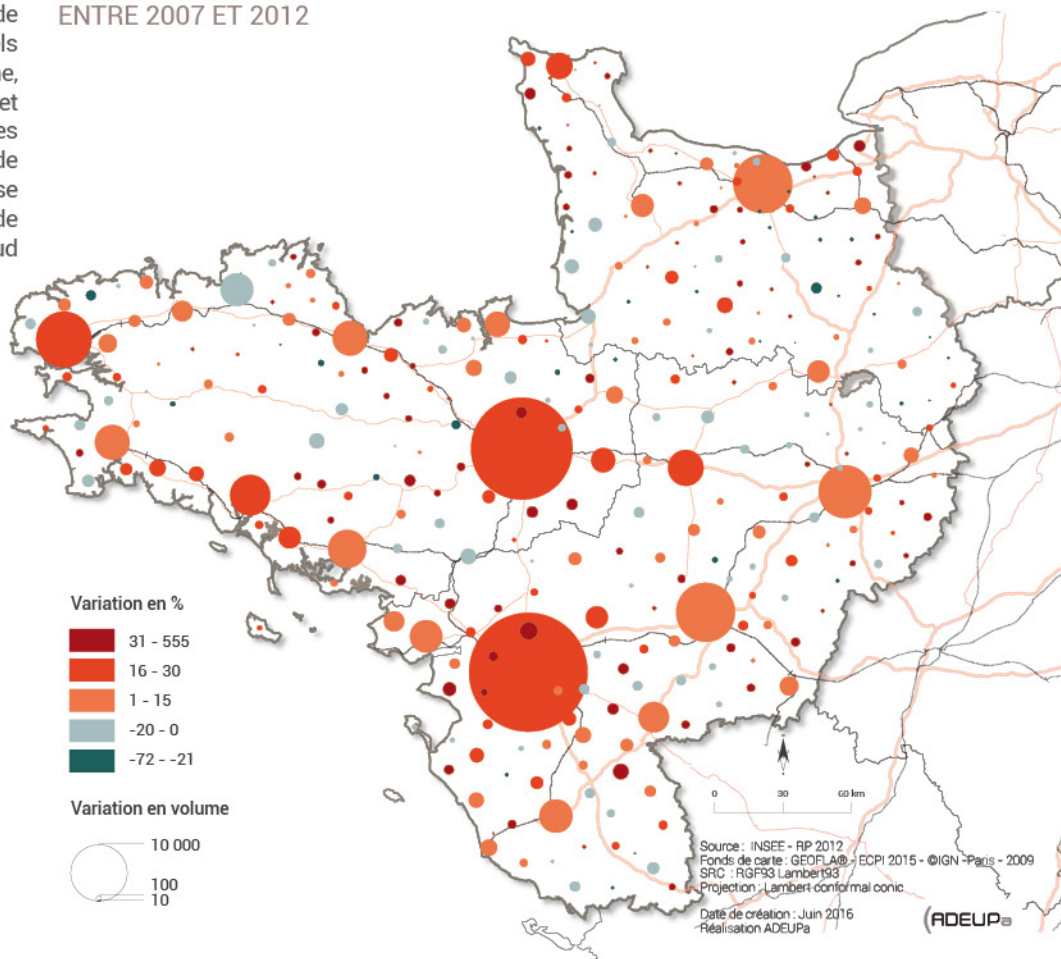 de
els
ne,
et
es
de
se
de
ud
ENTRE 2007 ET 2012
Variation en %
31 - 555
16 - 30
1 - 15
-20 - 0
-72 - -21
Variation en volume
10 000
100
10
0 30 60 km
Source : INSEE - RP 2012
Fonds de carte : GEOFLA® - ECPI 2015 - ©IGN -Paris - 2009
SRC : RGF93 Lambert93
Projection : Lambert conformal conic
Date de création : Juin 2016
Réalisation ADEUPa
(ADEUPa